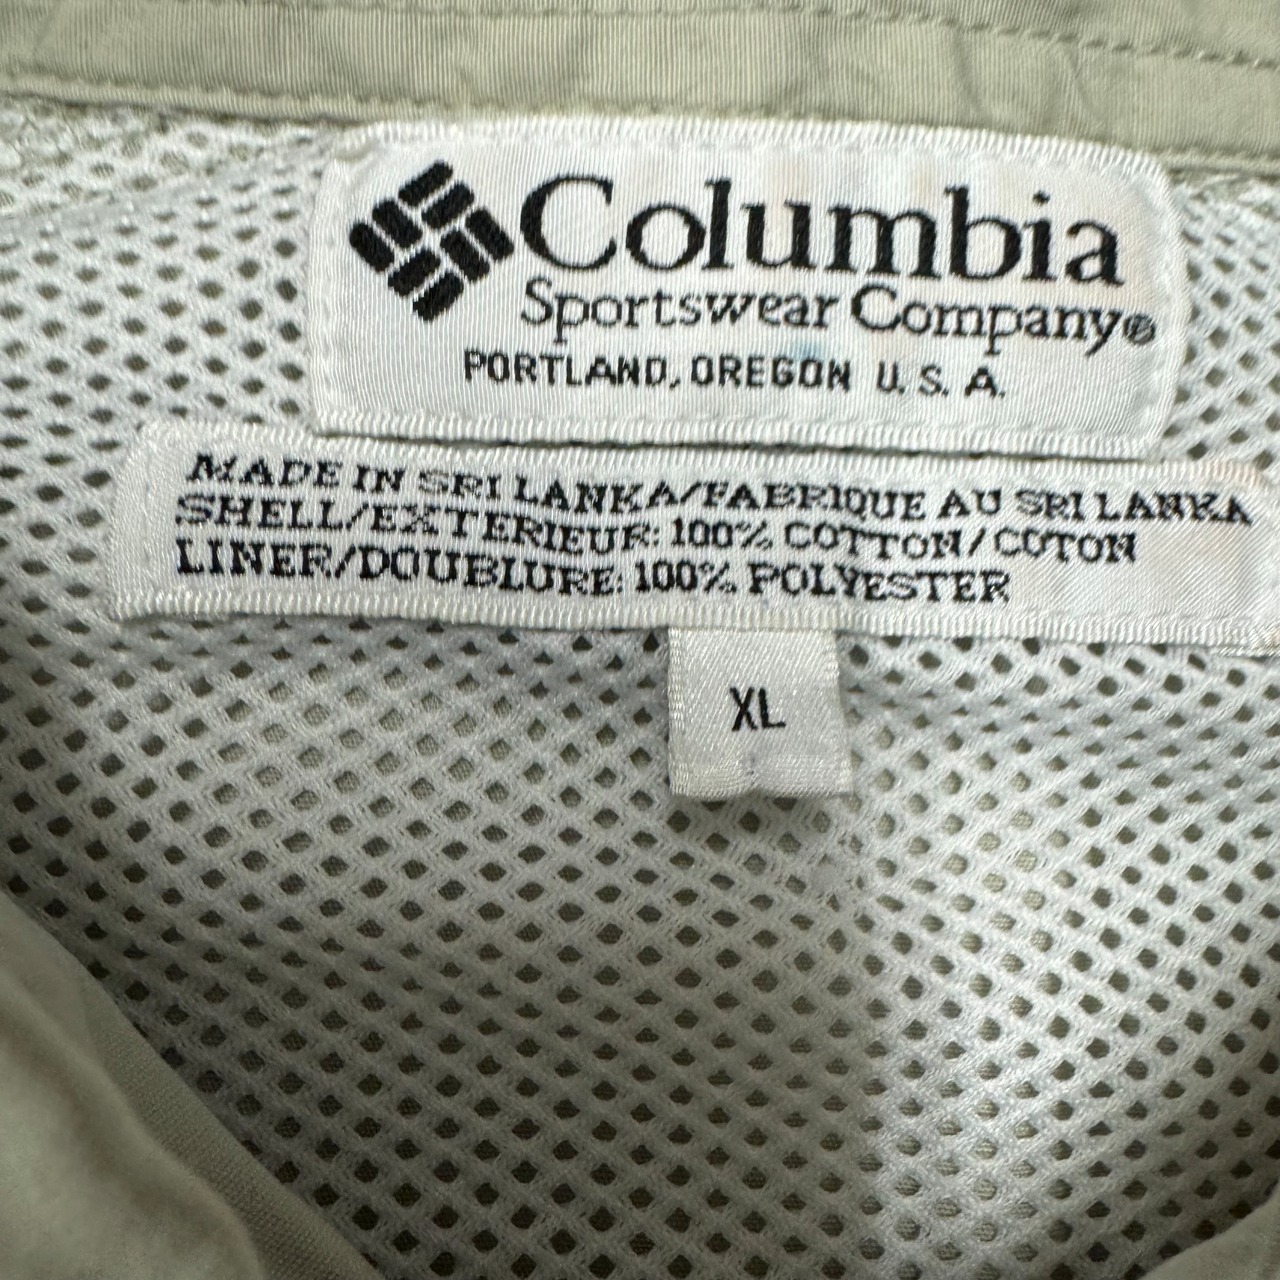 Columbia
Sportswear Company®
PORTLAND, OREGON U.S.A.
MADE IN SRI LANKA/FABRIQUE AU SRI LANKA
SHELL/EXTERIEUR: 100% COTTON/COTON
LINER/DOUBLURE: 100% POLYESTER
XL